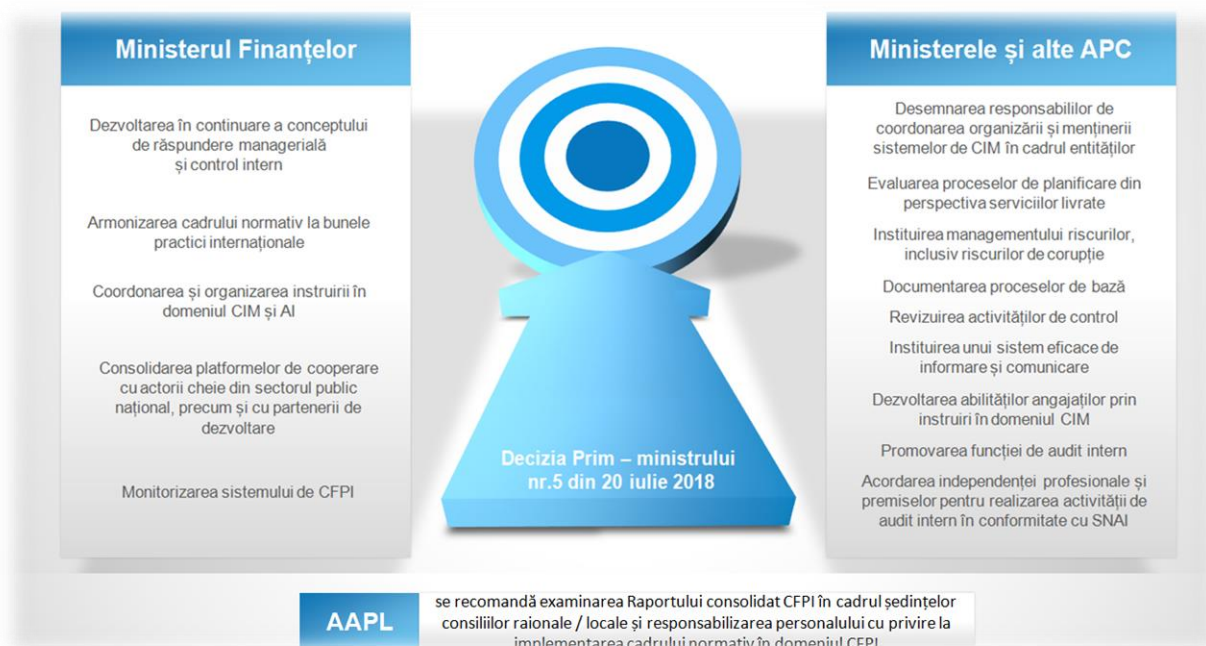 Ministerul Finanțelor
Dezvoltarea în continuare a conceptului
de răspundere managerială
și control intern
Armonizarea cadrului normativ la bunele
practici internaționale
Coordonarea și organizarea instruirii în
domeniul CIM și AI
Consolidarea platformelor de cooperare
cu actorii cheie din sectorul public
național, precum și cu partenerii de
dezvoltare
Monitorizarea sistemului de CFPI
Decizia Prim – ministrului
nr.5 din 20 iulie 2018
Ministerele și alte APC
Desemnarea responsabililor de
coordonarea organizării și menținerii
sistemelor de CIM în cadrul entităților
Evaluarea proceselor de planificare din
perspectiva serviciilor livrate
Instituirea managementului riscurilor,
inclusiv riscurilor de corupție
Documentarea proceselor de bază
Revizuirea activităților de control
Instituirea unui sistem eficace de
informare și comunicare
Dezvoltarea abilităților angajaților prin
instruiri în domeniul CIM
Promovarea funcției de audit intern
Acordarea independenței profesionale și
premiselor pentru realizarea activității de
audit intern în conformitate cu SNAI
AAPL
se recomandă examinarea Raportului consolidat CFPI în cadrul ședințelor
consiliilor raionale / locale și responsabilizarea personalului cu privire la
implementarea cadrului normativ în domeniul CFPI